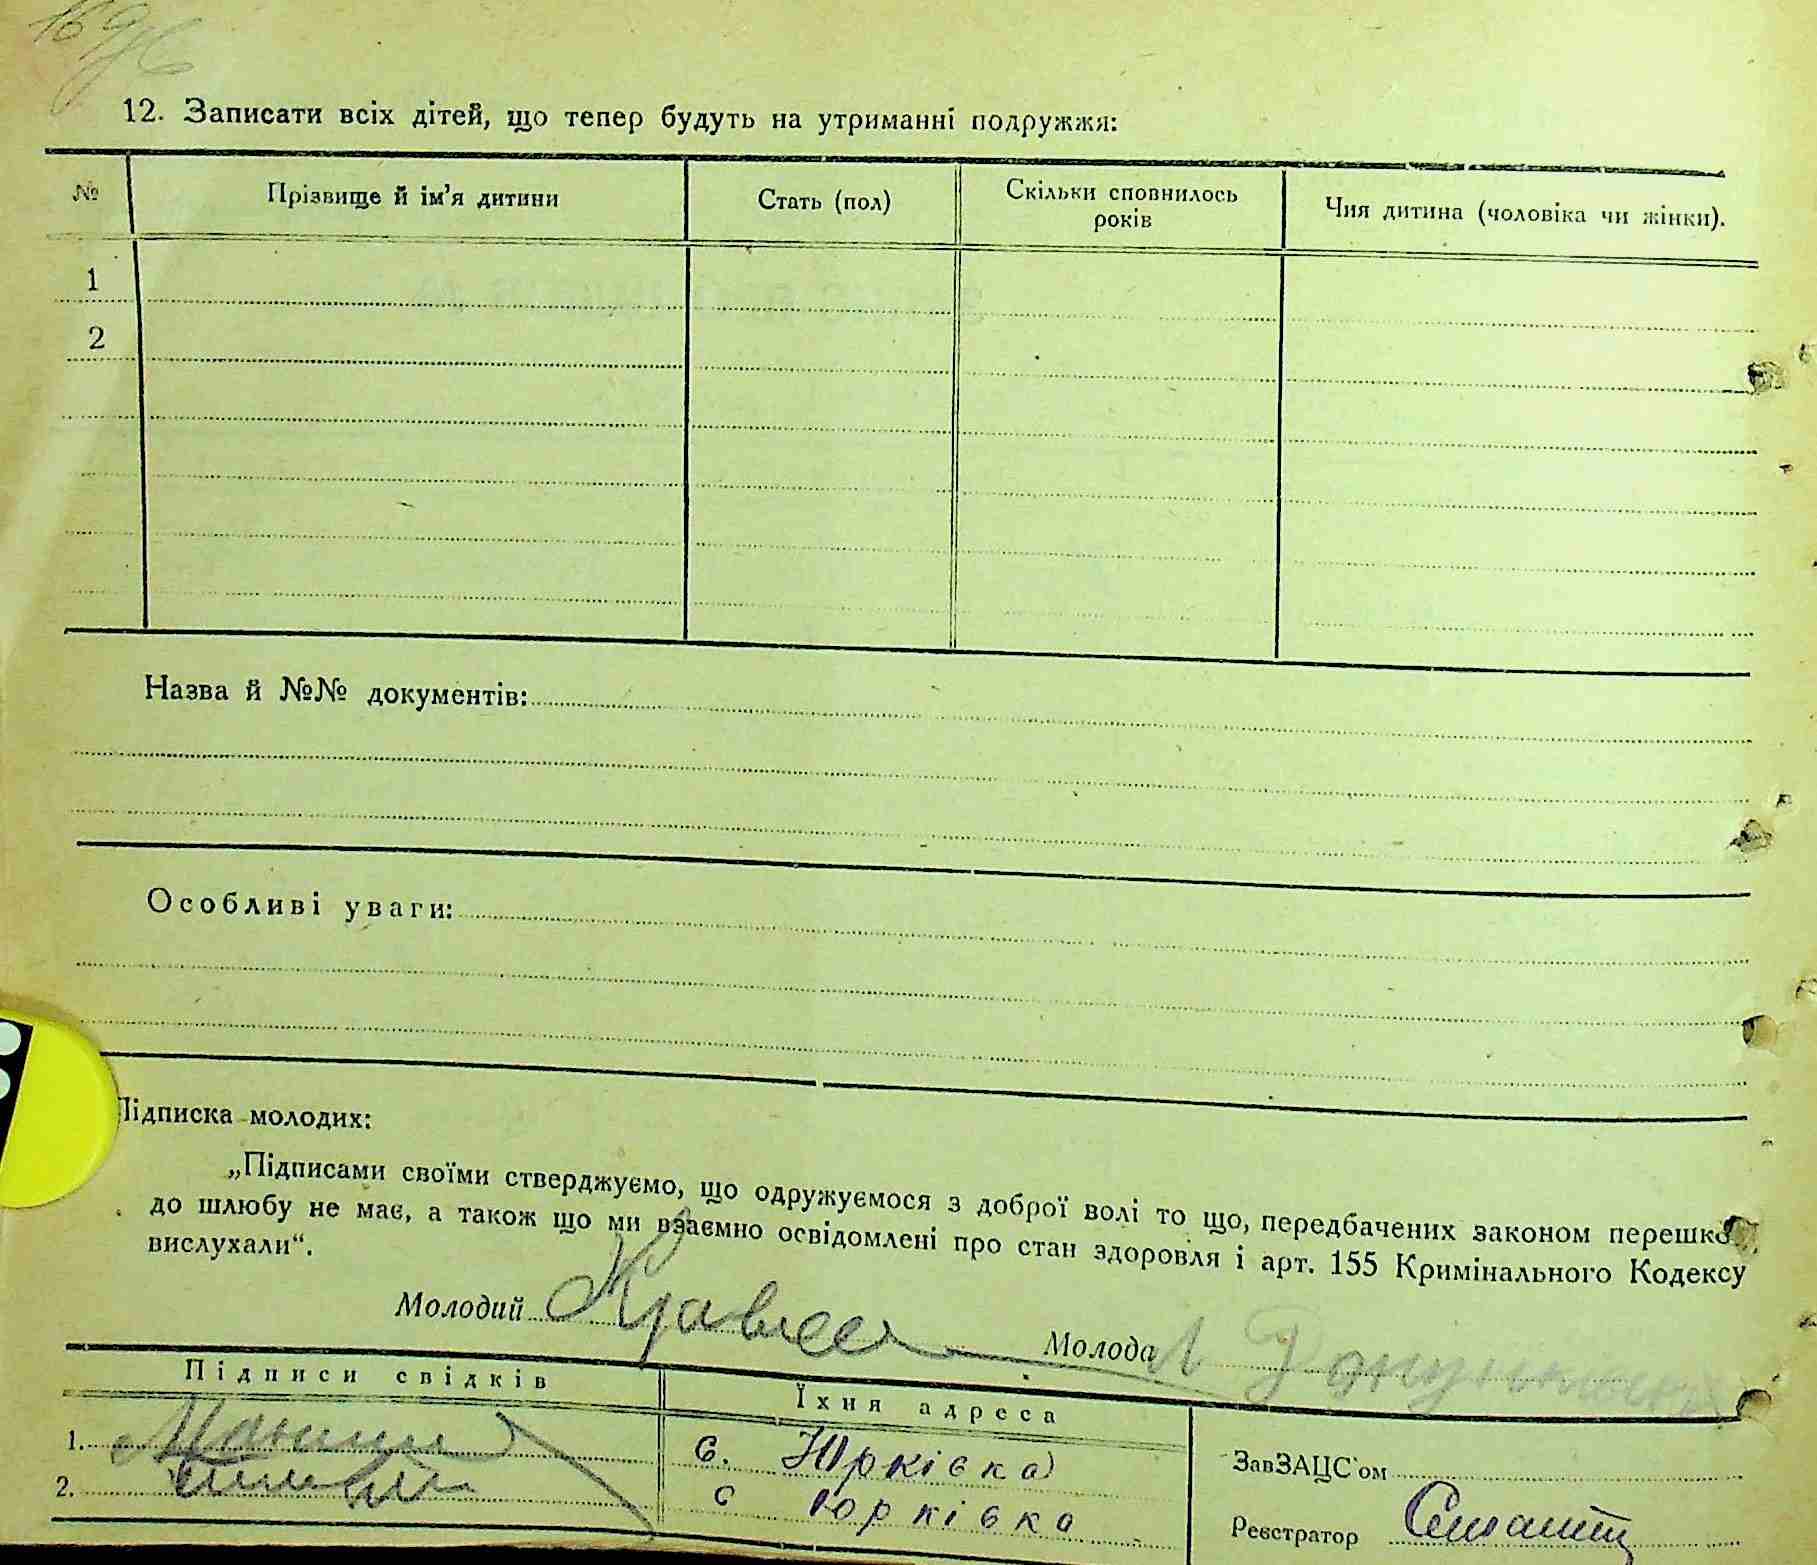 12. Записати всіх дітей, що тепер будуть на утриманні подружжя:
№ Прізвище й ім’я дитини Стать (пол) Скільки сповнилось років Чия дитина (чоловіка чи жінки).
1
2
Назва й №№ документів:
Особливі уваги:
Підписка молодих:
„Підписами своїми стверджуємо, що одружуємося з доброї волі то що, передбачених законом перешко
до шлюбу не має, а також що ми взаємно освідомлені про стан здоровля і арт. 155 Кримінального Кодексу
вислухали“.
Молодий Молода
Підписи свідків Їхня адреса
1. с. Юрківка
ЗавЗАЦС’ом
2. с Юрківка
Реєстратор